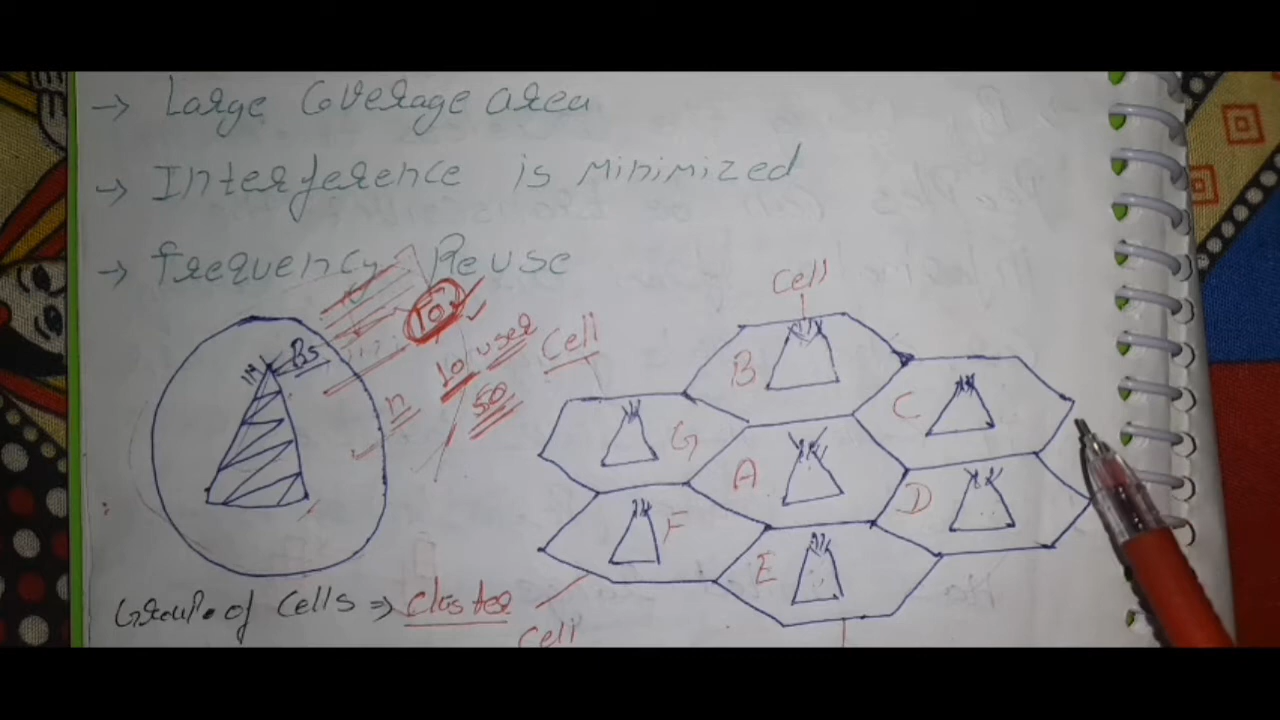 → Large Coverage area
→ Interference is Minimized
→ frequency Reuse
Bs
10
10 user
50
n
Cell
Cell
B
C
G
A
D
F
E
Group of Cells ⇒ Cluster
Cell